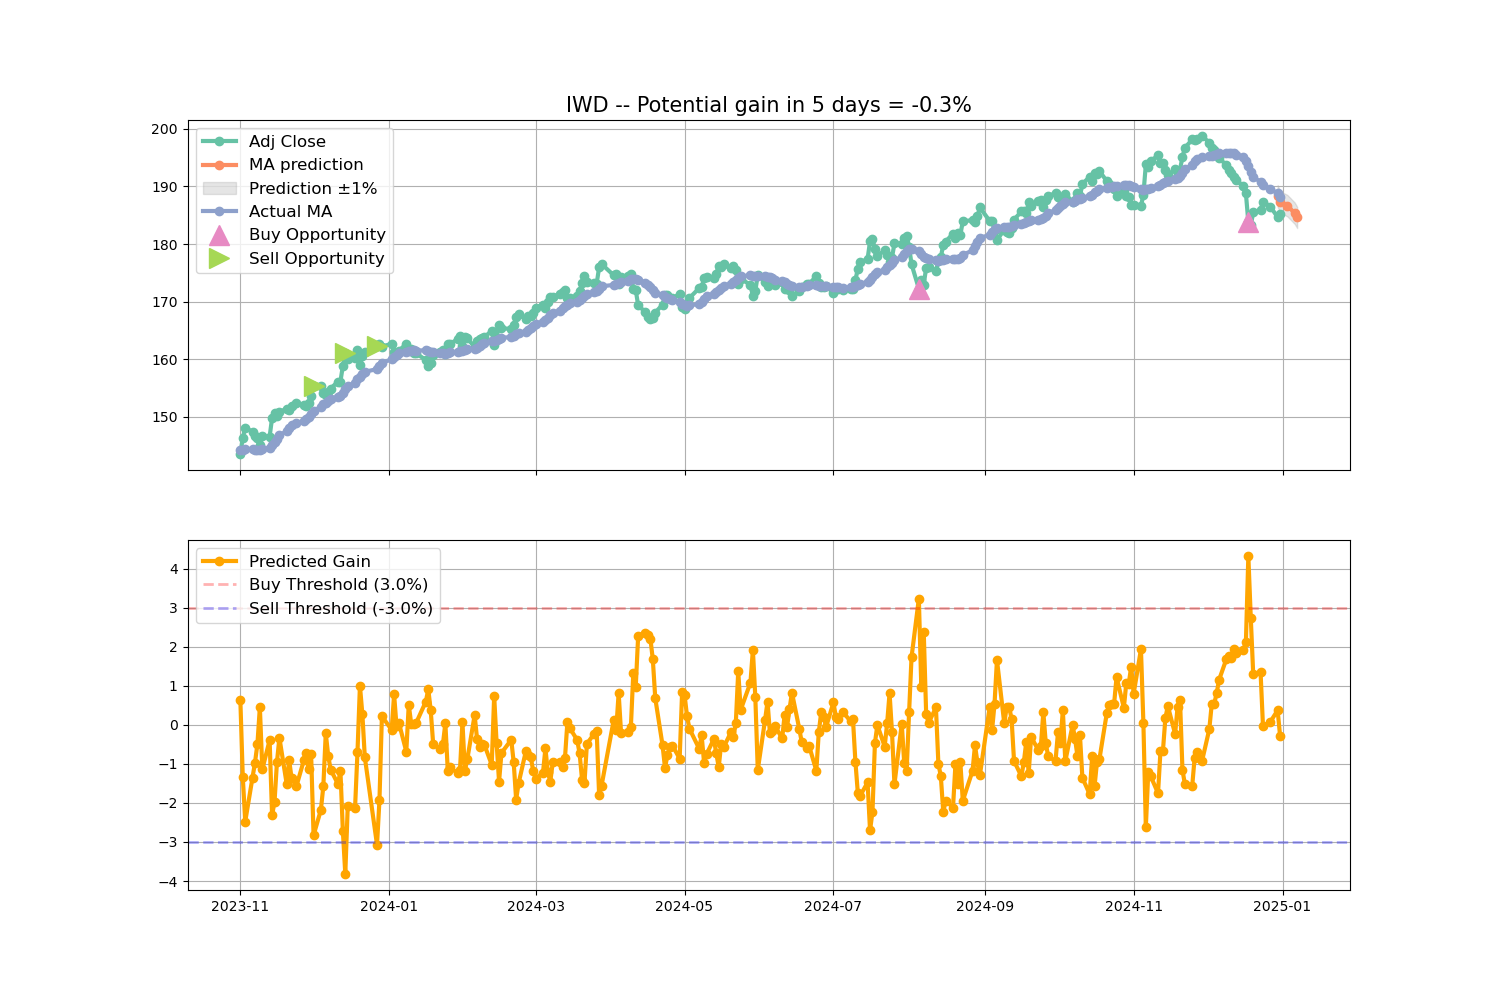 IWD -- Potential gain in 5 days = -0.3%
200
190
180
170
160
150
Adj Close
MA prediction
Prediction ±1%
Actual MA
Buy Opportunity
Sell Opportunity
4
3
2
1
0
−1
−2
−3
−4
Predicted Gain
Buy Threshold (3.0%)
Sell Threshold (-3.0%)
2023-11
2024-01
2024-03
2024-05
2024-07
2024-09
2024-11
2025-01